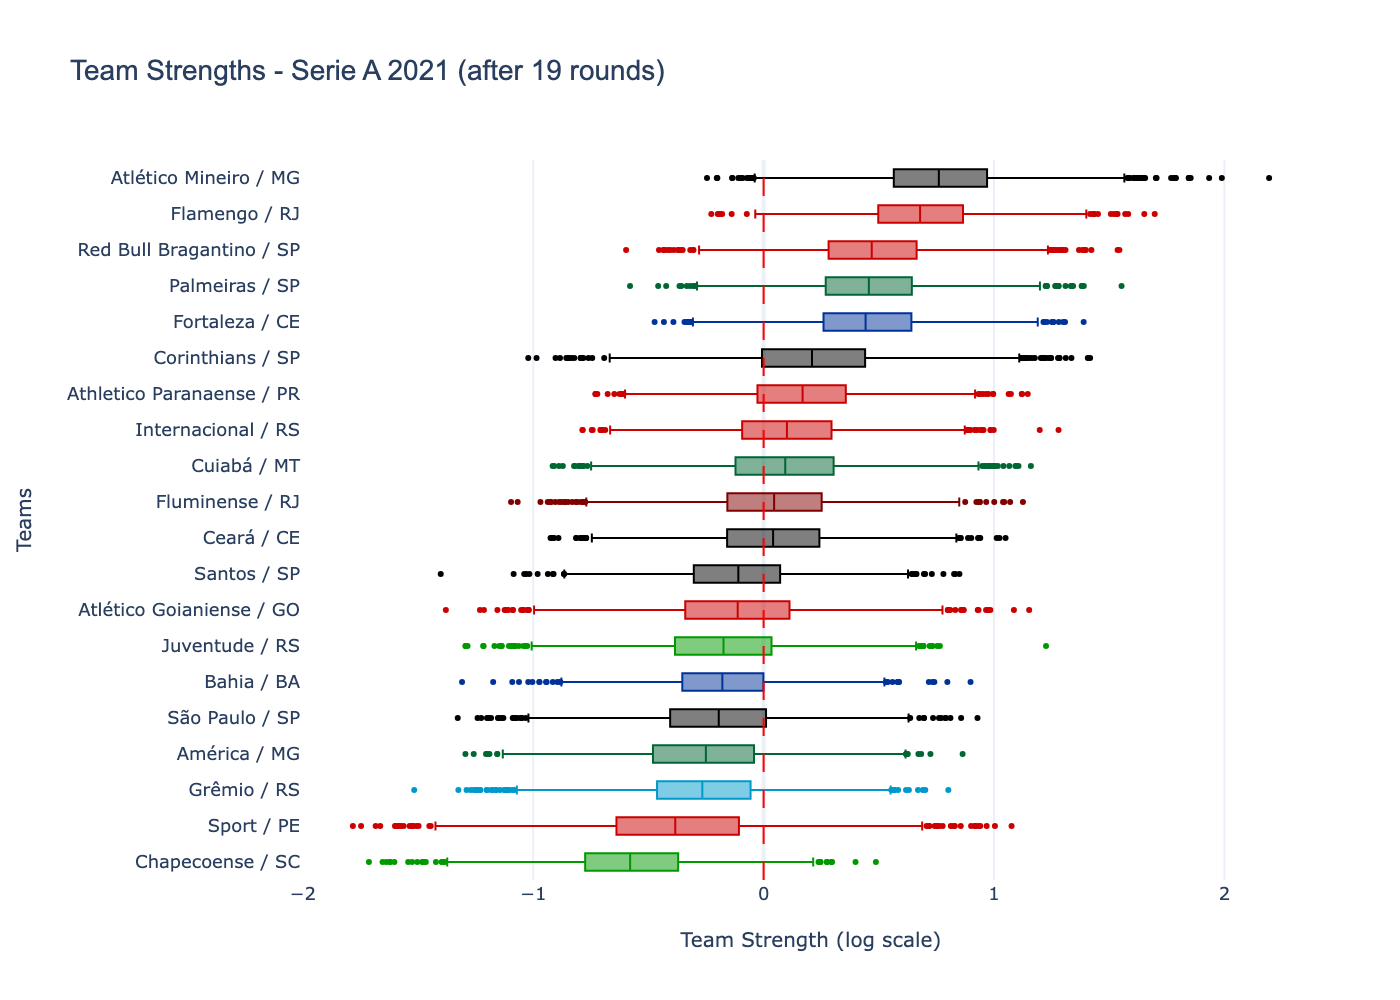 Team Strengths - Serie A 2021 (after 19 rounds)
Atlético Mineiro / MG
Flamengo / RJ
Red Bull Bragantino / SP
Palmeiras / SP
Fortaleza / CE
Corinthians / SP
Athletico Paranaense / PR
Internacional / RS
Cuiabá / MT
Fluminense / RJ
Ceará / CE
Santos / SP
Atlético Goianiense / GO
Juventude / RS
Bahia / BA
São Paulo / SP
América / MG
Grêmio / RS
Sport / PE
Chapecoense / SC
Teams
−2 −1 0 1 2
Team Strength (log scale)